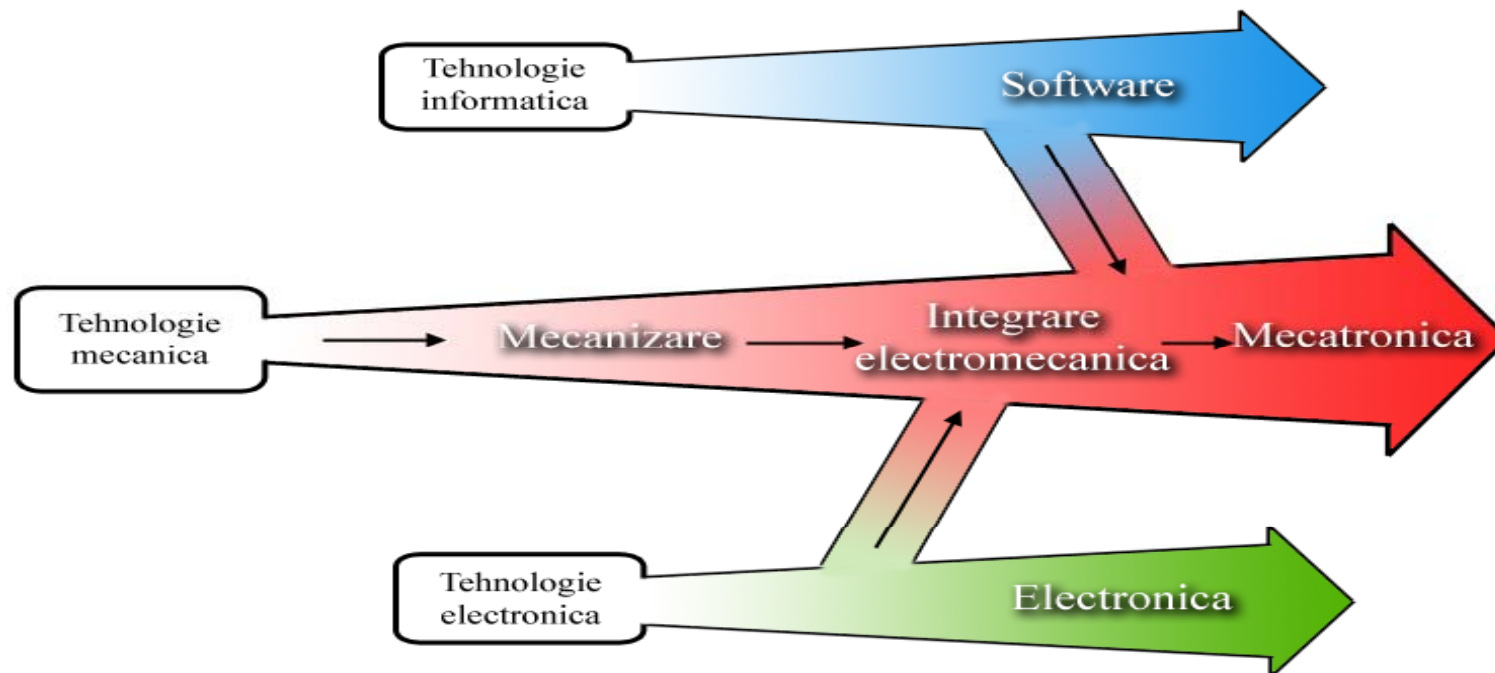 Tehnologie
informatica
Software
Tehnologie
mecanica
Mecanizare
Integrare
electromecanica
Mecatronica
Tehnologie
electronica
Electronica